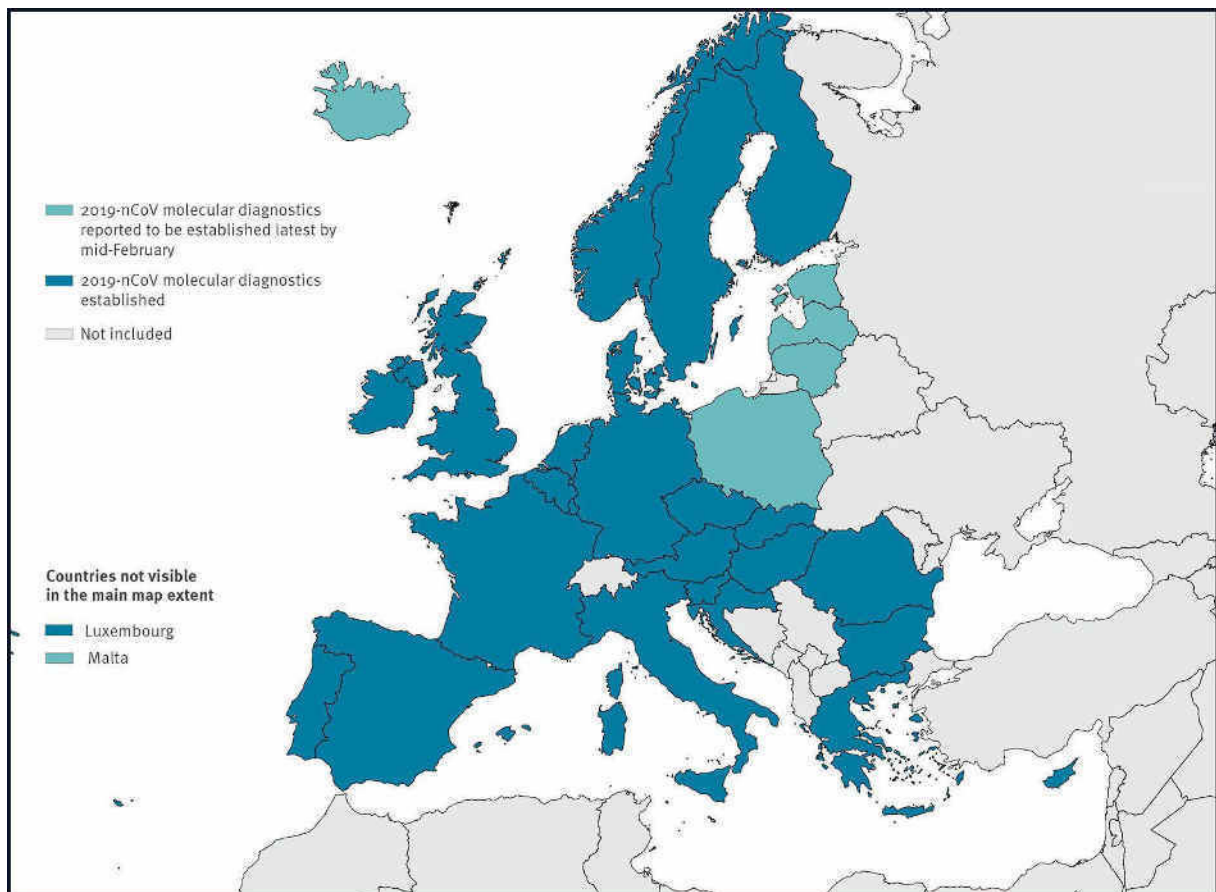 2019-nCoV molecular diagnostics
reported to be established latest by
mid-February
2019-nCoV molecular diagnostics
established
Not included
Countries not visible
in the main map extent
Luxembourg
Malta